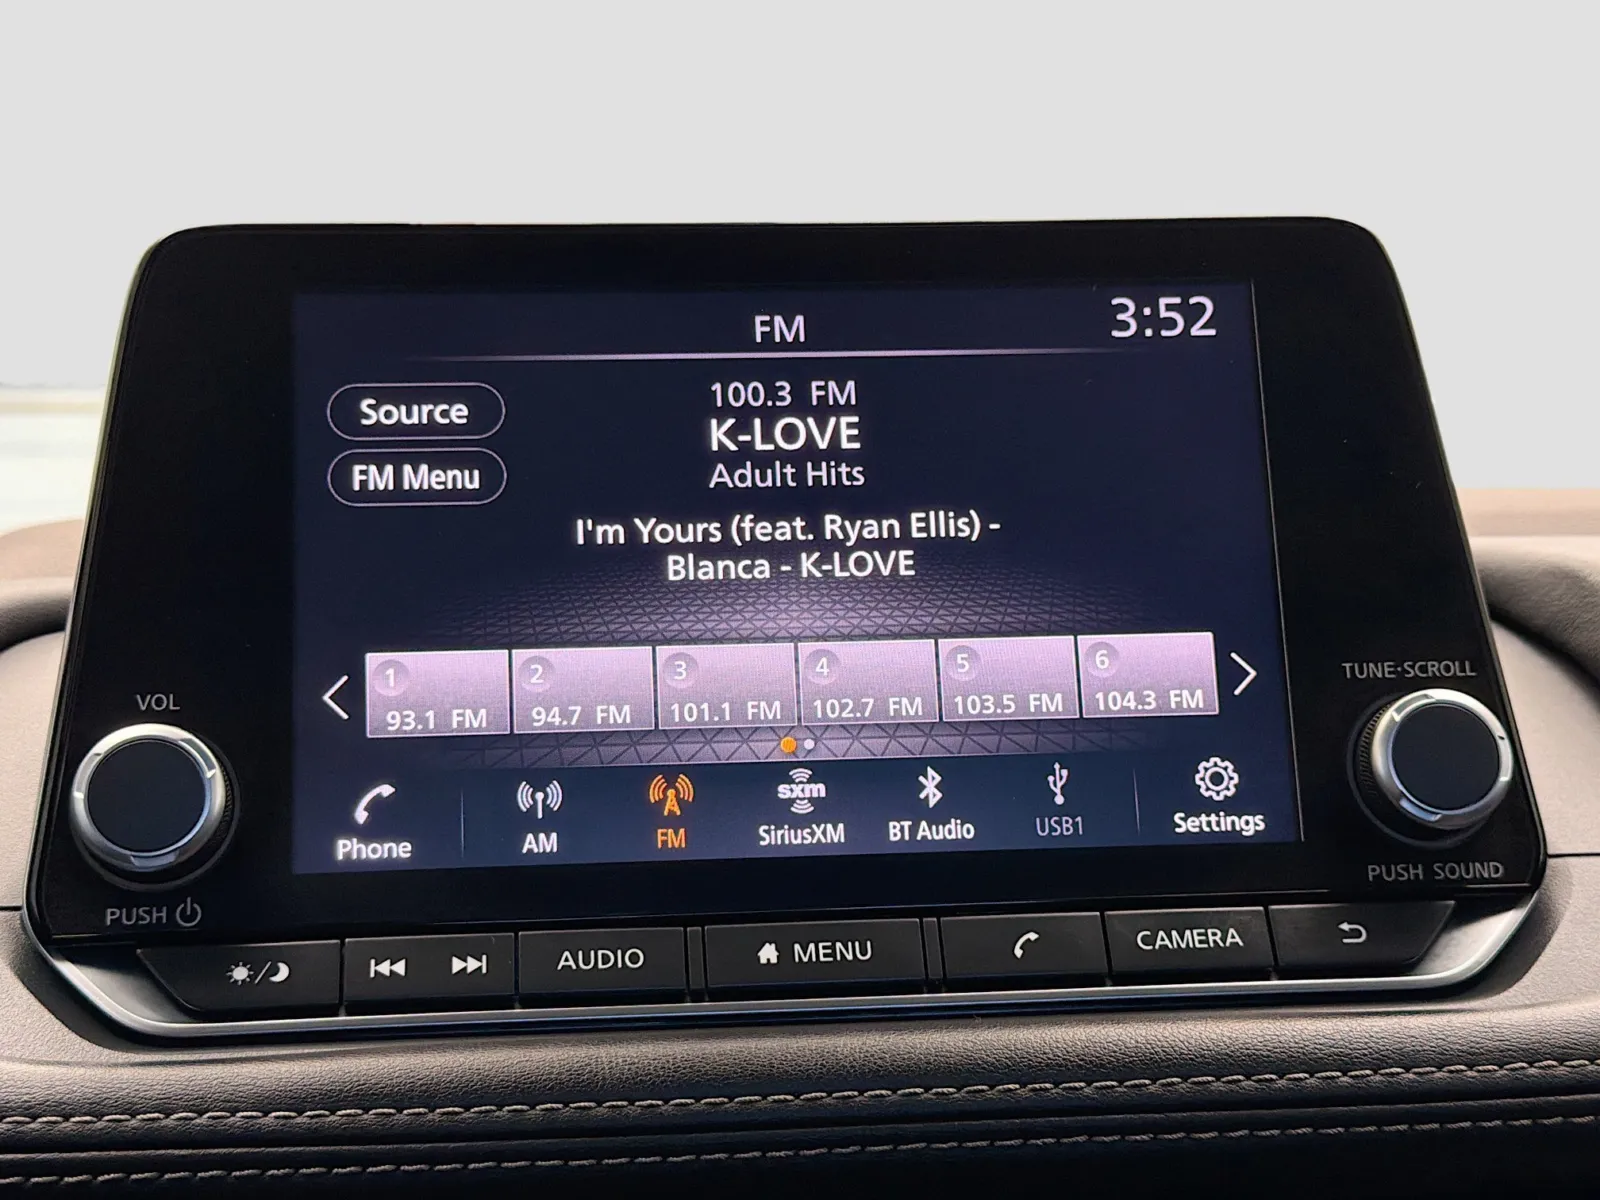 FM
3:52
Source
100.3 FM
K-LOVE
Adult Hits
FM Menu
I'm Yours (feat. Ryan Ellis) -
Blanca - K-LOVE
1
93.1 FM
2
94.7 FM
3
101.1 FM
4
102.7 FM
5
103.5 FM
6
104.3 FM
Phone
AM
FM
sxm
SiriusXM
BT Audio
USB1
Settings
VOL
PUSH
TUNE·SCROLL
PUSH SOUND
AUDIO
MENU
CAMERA